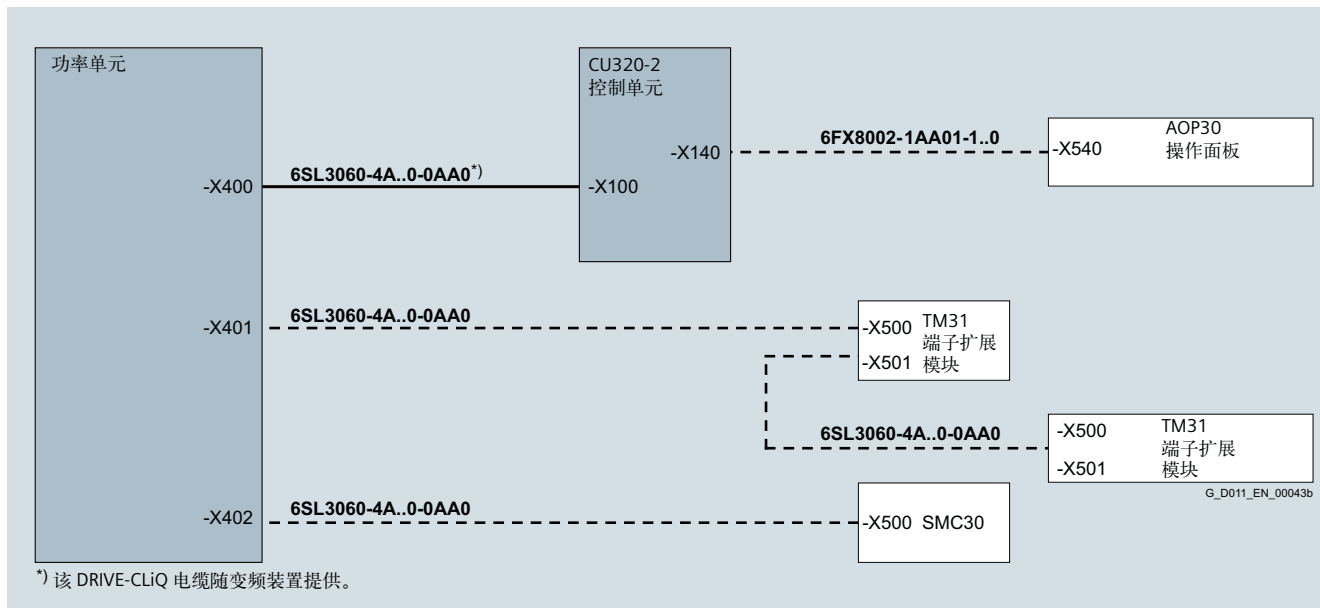 功率单元
CU320-2
控制单元
-X140
6FX8002-1AA01-1..0
-X540
AOP30
操作面板
-X400
6SL3060-4A..0-0AA0*)
-X100
-X401
6SL3060-4A..0-0AA0
-X500 TM31
端子扩展
-X501 模块
6SL3060-4A..0-0AA0
-X500
TM31
端子扩展
-X501
模块
G_D011_EN_00043b
-X402
6SL3060-4A..0-0AA0
-X500 SMC30
*) 该 DRIVE-CLiQ 电缆随变频装置提供。